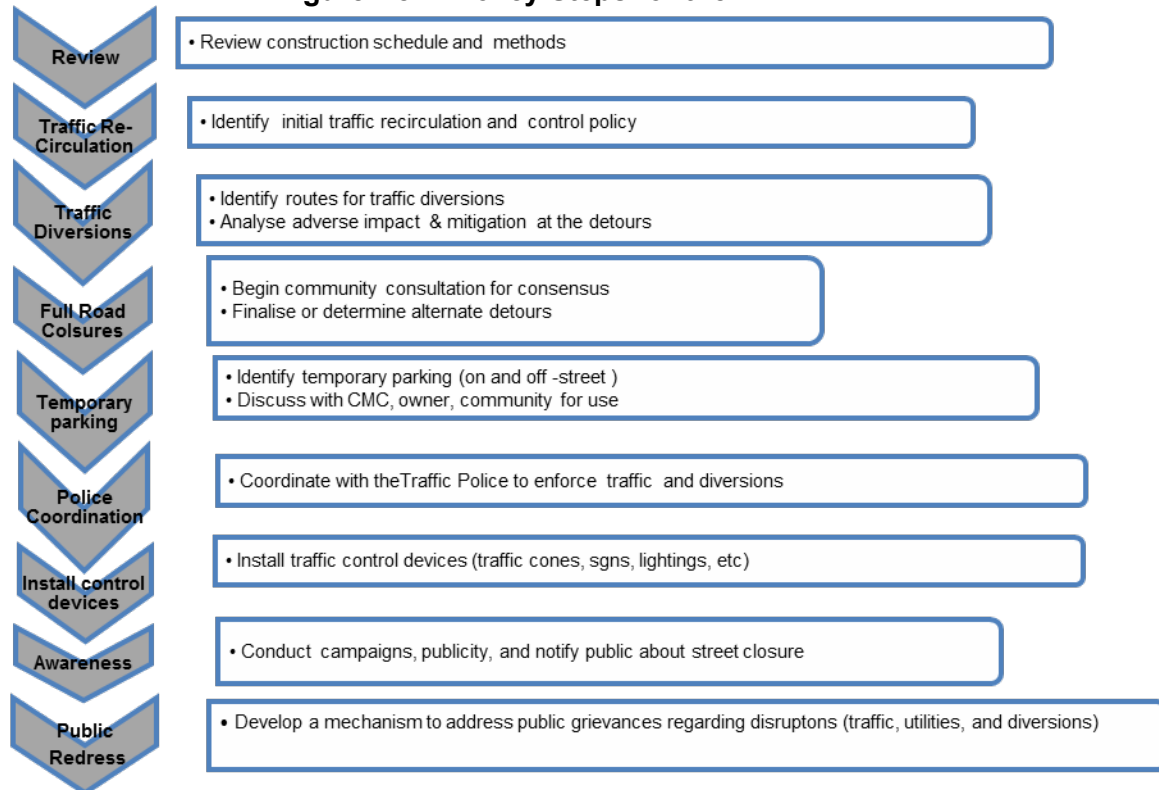 Review
• Review construction schedule and methods
Traffic Re-
Circulation
• Identify initial traffic recirculation and control policy
Traffic
Diversions
• Identify routes for traffic diversions
• Analyse adverse impact & mitigation at the detours
Full Road
Colsures
• Begin community consultation for consensus
• Finalise or determine alternate detours
Temporary
parking
• Identify temporary parking (on and off -street )
• Discuss with CMC, owner, community for use
Police
Coordination
• Coordinate with theTraffic Police to enforce traffic and diversions
Install control
devices
• Install traffic control devices (traffic cones, sgns, lightings, etc)
Awareness
• Conduct campaigns, publicity, and notify public about street closure
Public
Redress
• Develop a mechanism to address public grievances regarding disruptons (traffic, utilities, and diversions)